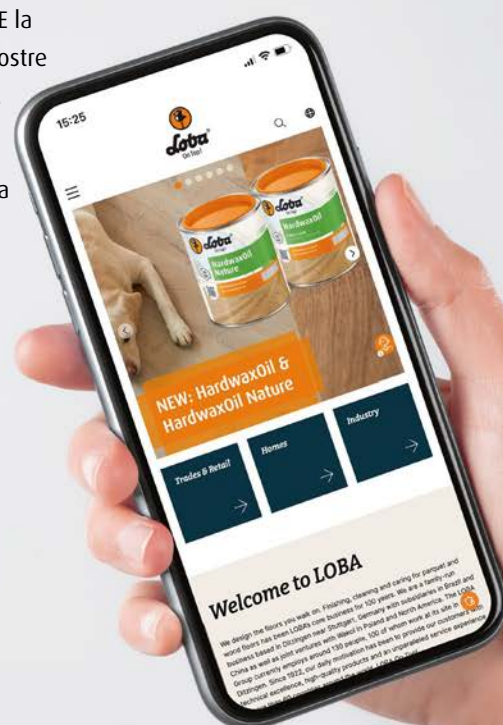 E la
ostre
a
15:25
Loba
On Top!
Loba
HardwaxOil
Nature
Loba
HardwaxOil
NEW: HardwaxOil &
HardwaxOil Nature
Trades & Retail
Homes
Industry
Welcome to LOBA
We design the floors you walk on. Finishing, cleaning and caring for parquet and
wood floors has been LOBA's core business for 100 years. We are a family-run
business based in Ditzingen near Stuttgart, Germany with subsidiaries in Brazil and
China as well as joint ventures with Wakol in Poland and North America. The LOBA
Group currently employs around 130 people, 100 of whom work at its site in
Ditzingen. Since 1922, our daily motivation has been to provide our customers with
technical excellence, high-quality products and an unparalleled service experience